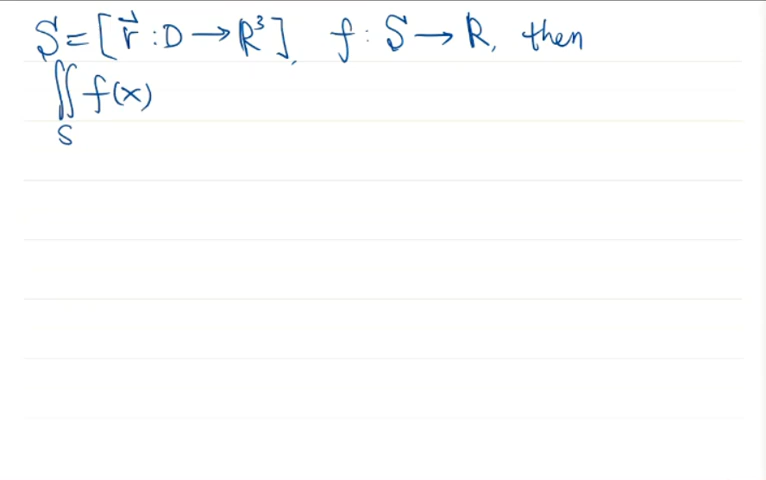 S = [r⃗ : D → R³], f : S → R, then
∬_S f(x)